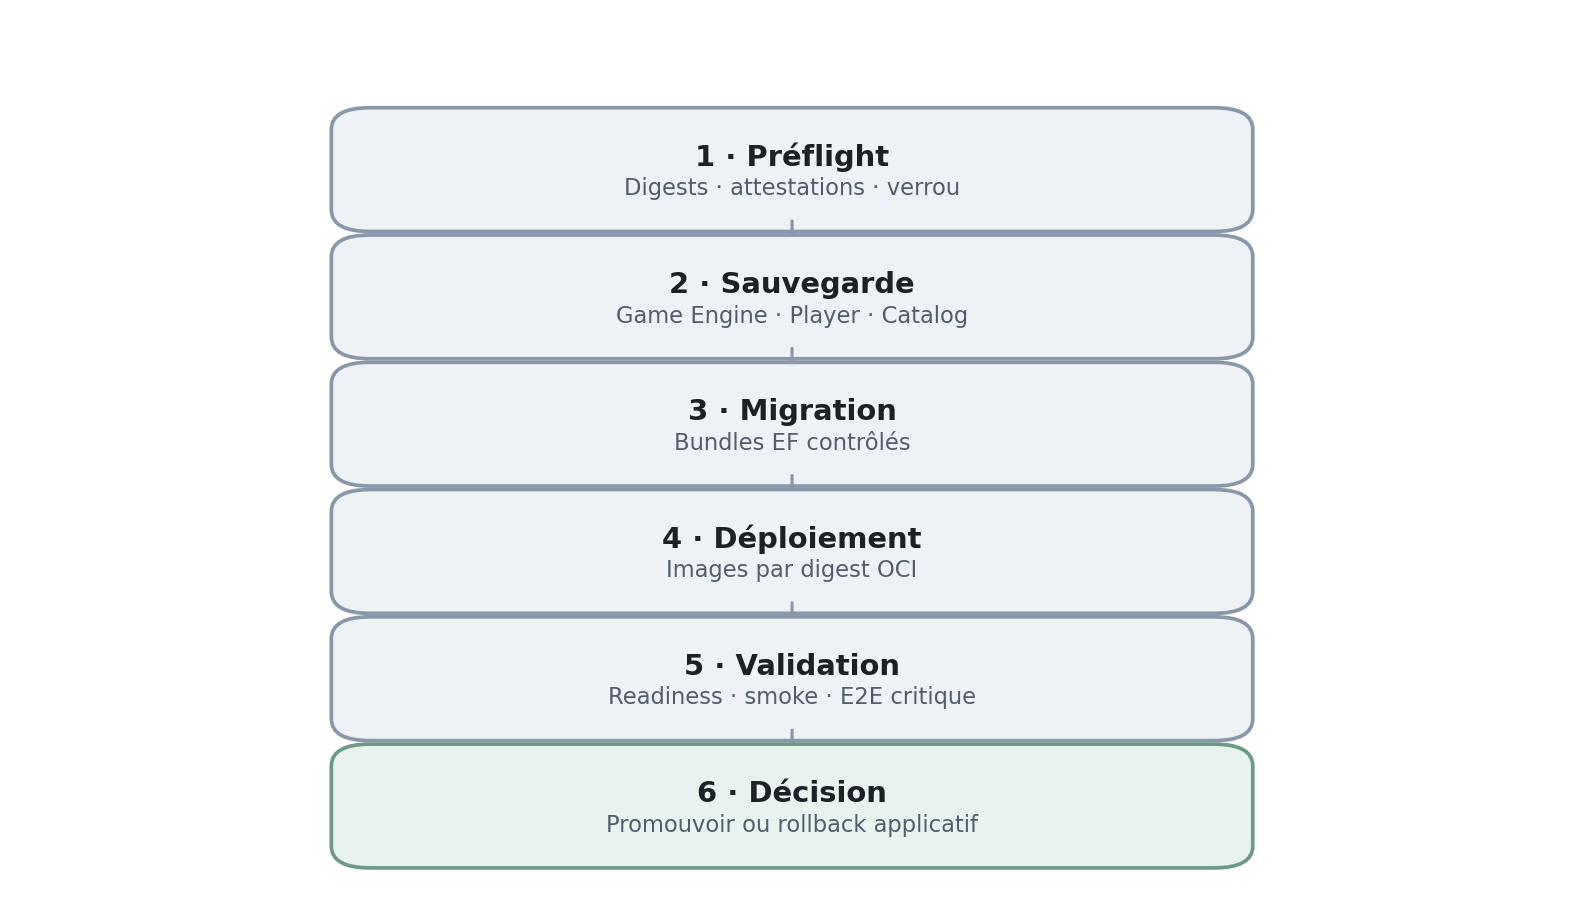 1 · Préflight
Digests · attestations · verrou
2 · Sauvegarde
Game Engine · Player · Catalog
3 · Migration
Bundles EF contrôlés
4 · Déploiement
Images par digest OCI
5 · Validation
Readiness · smoke · E2E critique
6 · Décision
Promouvoir ou rollback applicatif